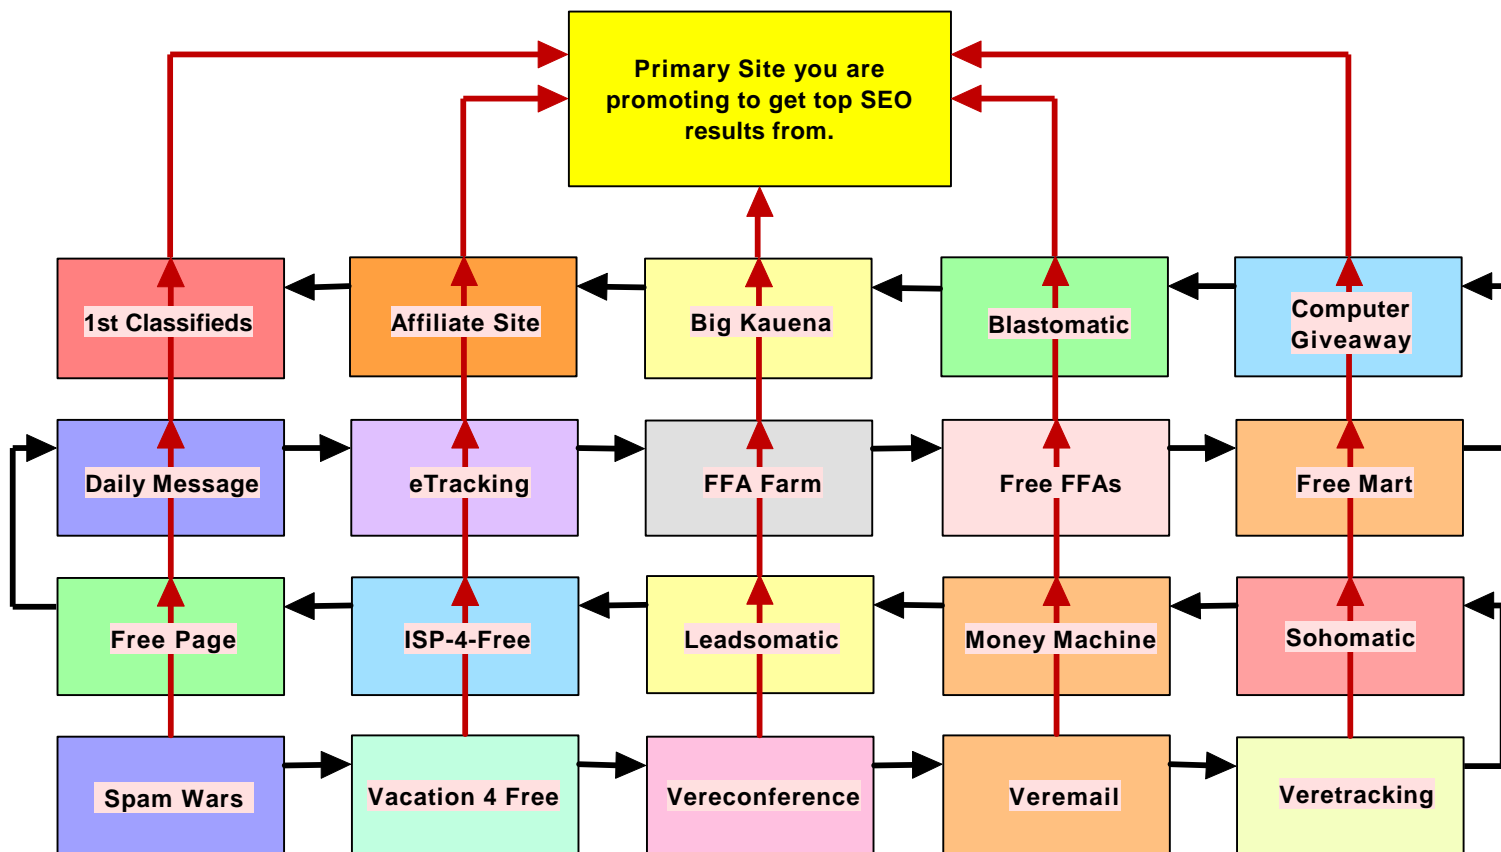 Primary Site you are
promoting to get top SEO
results from.
1st Classifieds
Affiliate Site
Big Kauena
Blastomatic
Computer
Giveaway
Daily Message
eTracking
FFA Farm
Free FFAs
Free Mart
Free Page
ISP-4-Free
Leadsomatic
Money Machine
Sohomatic
Spam Wars
Vacation 4 Free
Vereconference
Veremail
Veretracking